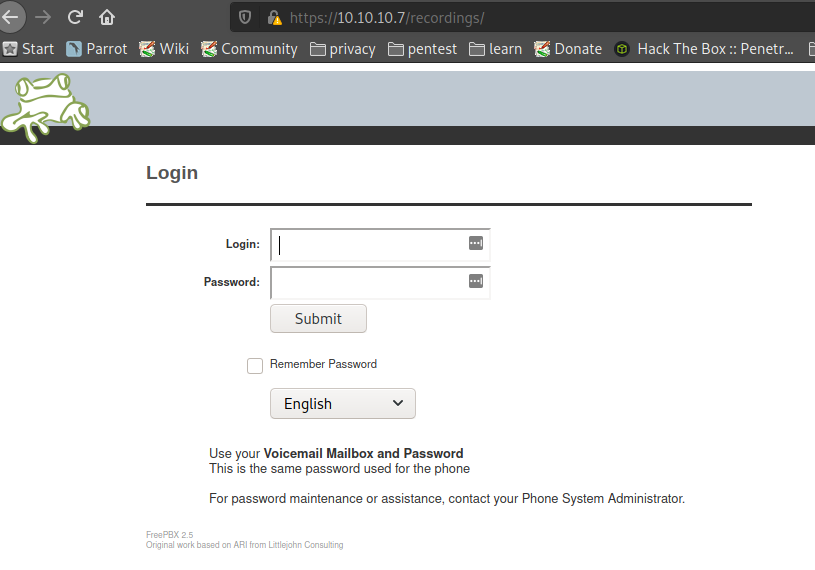 https://10.10.10.7/recordings/
Start Parrot Wiki Community privacy pentest learn Donate Hack The Box :: Penetr...
Login
Login:
Password:
Submit
Remember Password
English
Use your Voicemail Mailbox and Password
This is the same password used for the phone
For password maintenance or assistance, contact your Phone System Administrator.
FreePBX 2.5
Original work based on ARI from Littlejohn Consulting